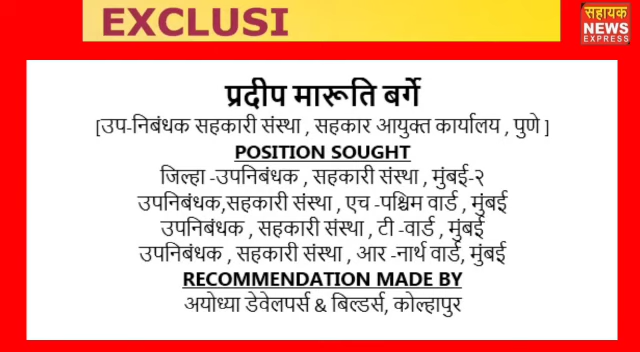 EXCLUSI
सहायक
NEWS
EXPRESS
प्रदीप मारूति बर्गे
[उप-निबंधक सहकारी संस्था , सहकार आयुक्त कार्यालय , पुणे ]
POSITION SOUGHT
जिल्हा -उपनिबंधक , सहकारी संस्था , मुंबई-२
उपनिबंधक,सहकारी संस्था , एच -पश्चिम वार्ड , मुंबई
उपनिबंधक , सहकारी संस्था , टी -वार्ड , मुंबई
उपनिबंधक , सहकारी संस्था , आर -नार्थ वार्ड, मुंबई
RECOMMENDATION MADE BY
अयोध्या डेवेलपर्स & बिल्डर्स, कोल्हापुर